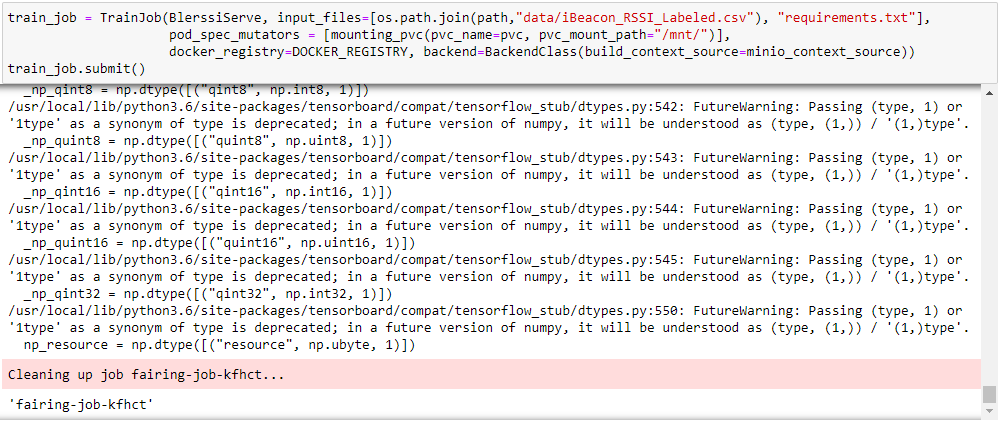 train_job = TrainJob(BlerssiServe, input_files=[os.path.join(path,"data/iBeacon_RSSI_Labeled.csv"), "requirements.txt"],
pod_spec_mutators = [mounting_pvc(pvc_name=pvc, pvc_mount_path="/mnt/")],
docker_registry=DOCKER_REGISTRY, backend=BackendClass(build_context_source=minio_context_source))
train_job.submit()
_np_qint8 = np.dtype([("qint8", np.int8, 1)])
/usr/local/lib/python3.6/site-packages/tensorboard/compat/tensorflow_stub/dtypes.py:542: FutureWarning: Passing (type, 1) or
'1type' as a synonym of type is deprecated; in a future version of numpy, it will be understood as (type, (1,)) / '(1,)type'.
_np_quint8 = np.dtype([("quint8", np.uint8, 1)])
/usr/local/lib/python3.6/site-packages/tensorboard/compat/tensorflow_stub/dtypes.py:543: FutureWarning: Passing (type, 1) or
'1type' as a synonym of type is deprecated; in a future version of numpy, it will be understood as (type, (1,)) / '(1,)type'.
_np_qint16 = np.dtype([("qint16", np.int16, 1)])
/usr/local/lib/python3.6/site-packages/tensorboard/compat/tensorflow_stub/dtypes.py:544: FutureWarning: Passing (type, 1) or
'1type' as a synonym of type is deprecated; in a future version of numpy, it will be understood as (type, (1,)) / '(1,)type'.
_np_quint16 = np.dtype([("quint16", np.uint16, 1)])
/usr/local/lib/python3.6/site-packages/tensorboard/compat/tensorflow_stub/dtypes.py:545: FutureWarning: Passing (type, 1) or
'1type' as a synonym of type is deprecated; in a future version of numpy, it will be understood as (type, (1,)) / '(1,)type'.
_np_qint32 = np.dtype([("qint32", np.int32, 1)])
/usr/local/lib/python3.6/site-packages/tensorboard/compat/tensorflow_stub/dtypes.py:550: FutureWarning: Passing (type, 1) or
'1type' as a synonym of type is deprecated; in a future version of numpy, it will be understood as (type, (1,)) / '(1,)type'.
np_resource = np.dtype([("resource", np.ubyte, 1)])
Cleaning up job fairing-job-kfhct...
'fairing-job-kfhct'